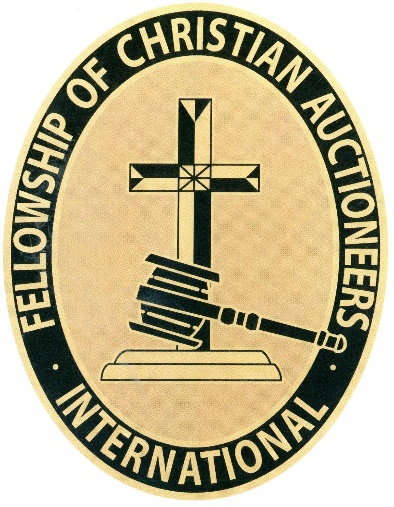 FELLOWSHIP OF CHRISTIAN AUCTIONEERS
INTERNATIONAL